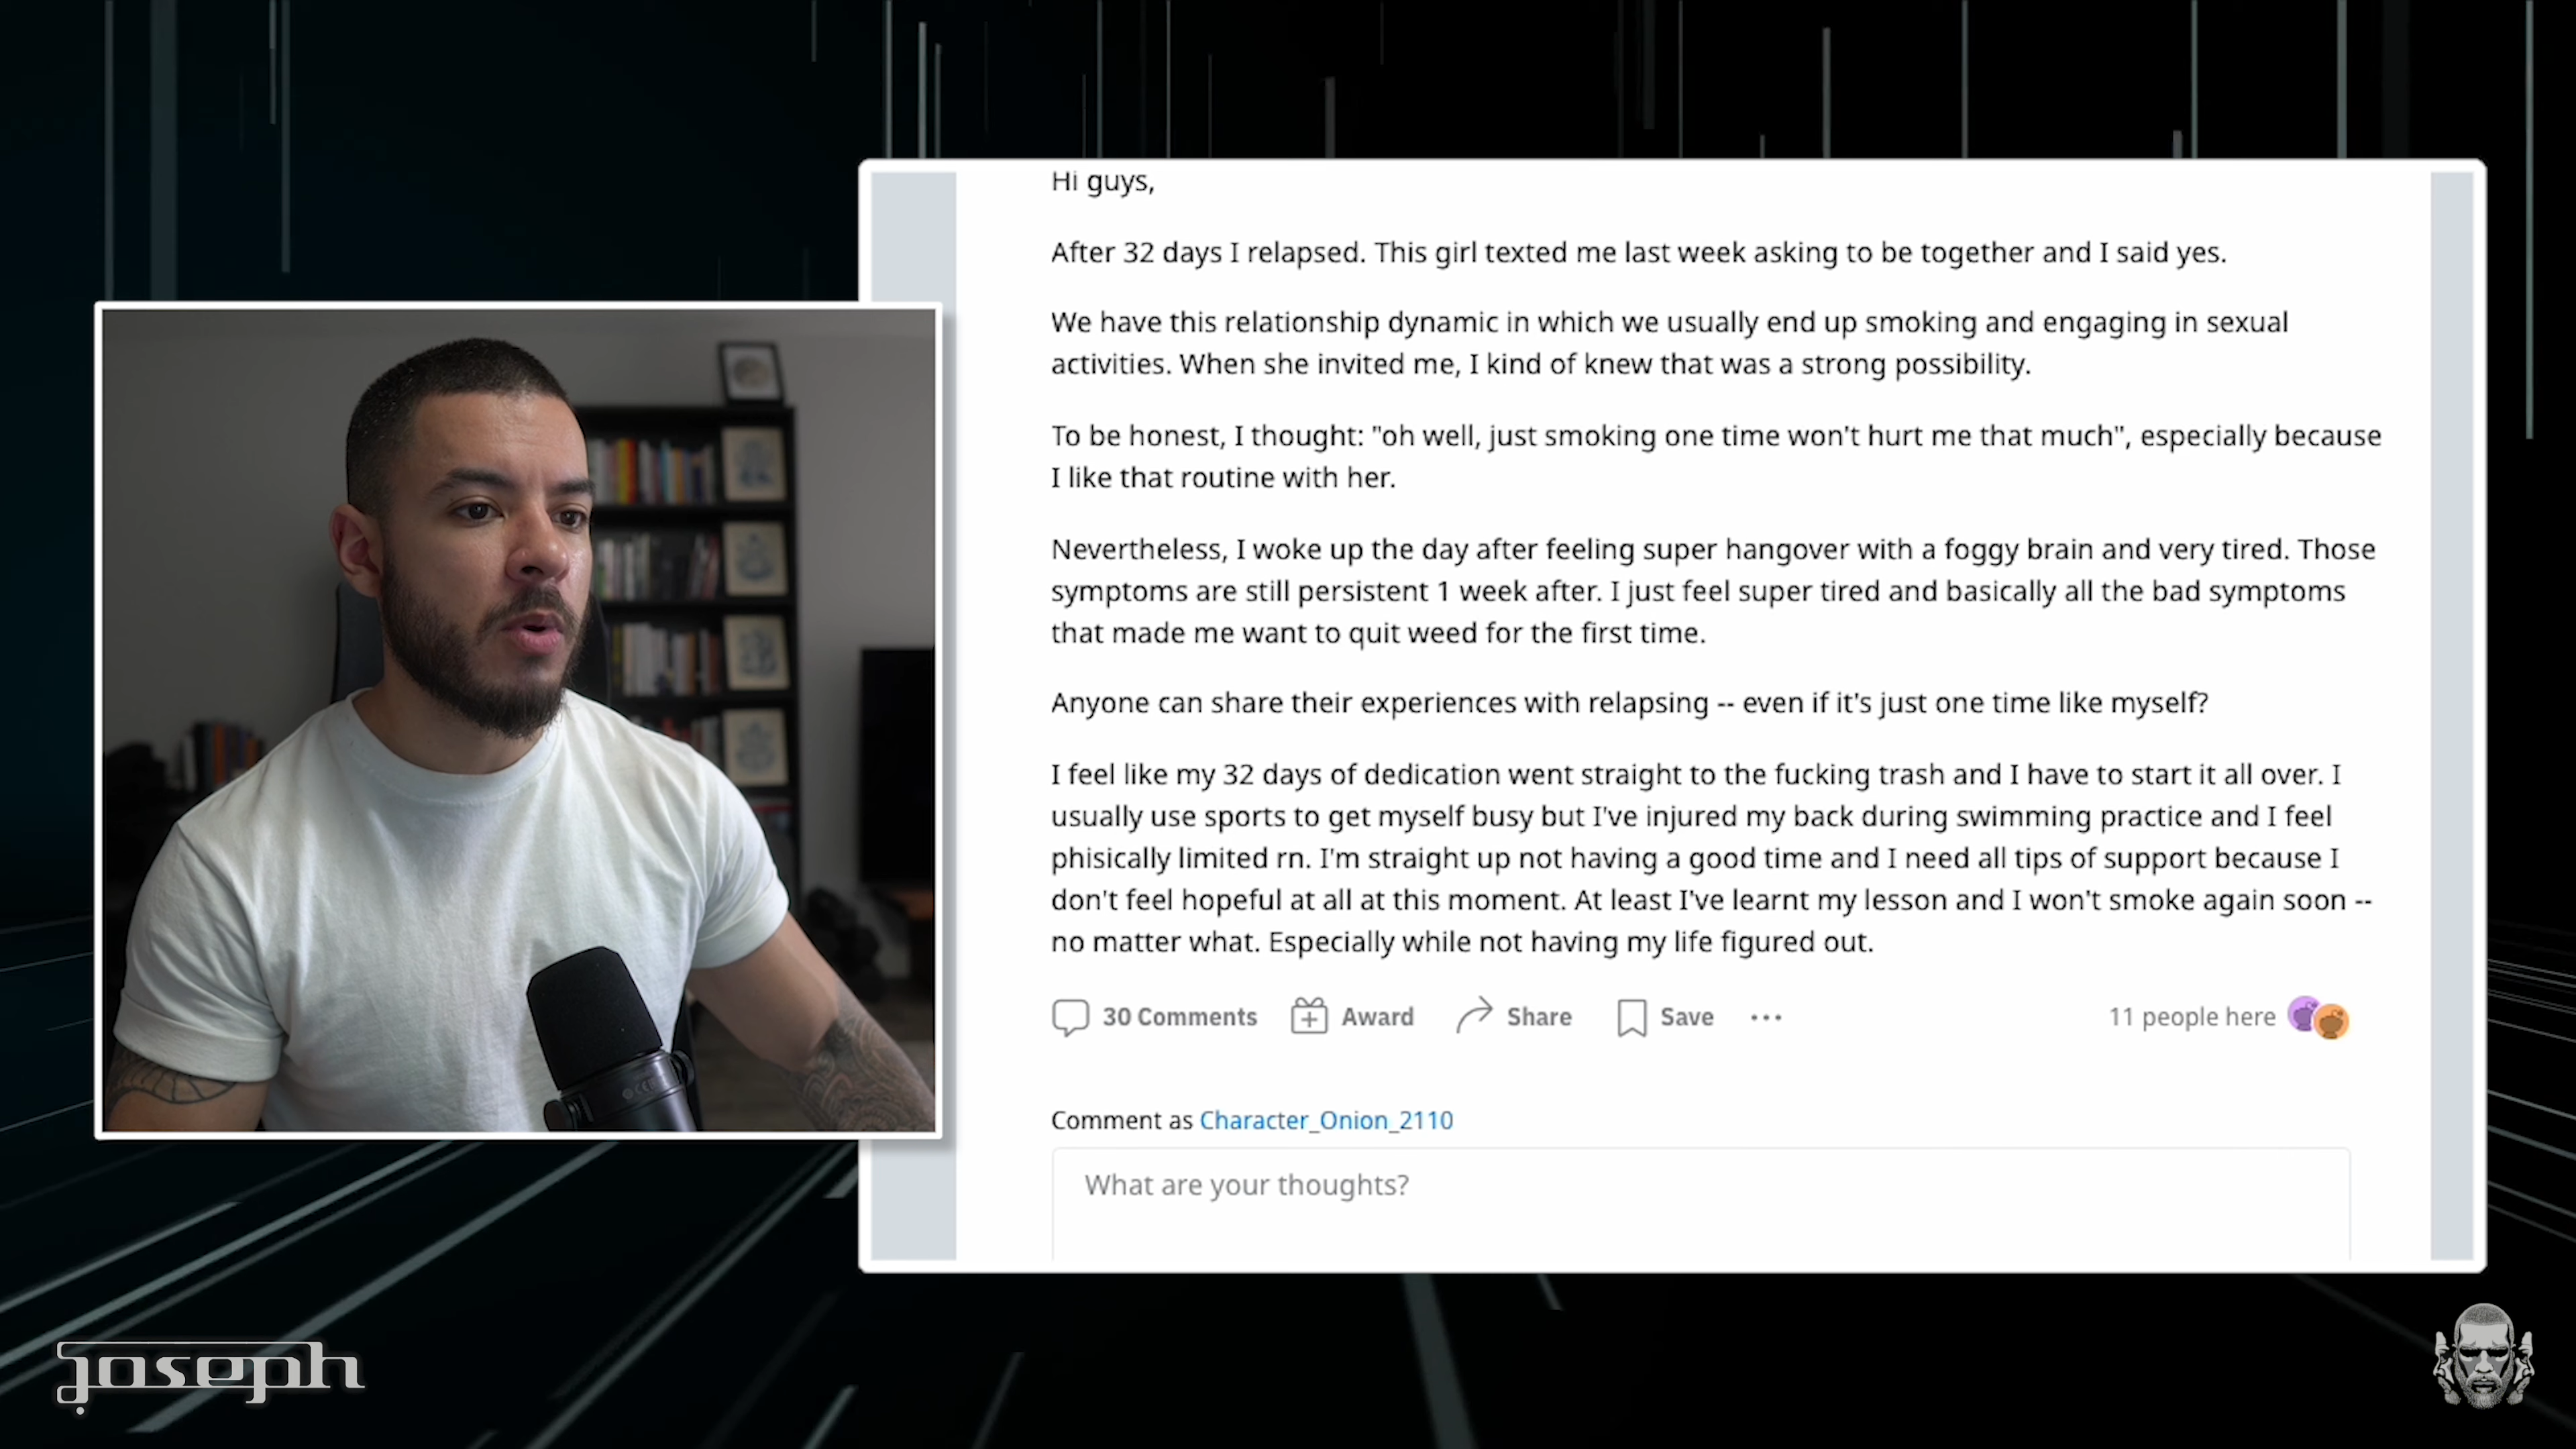 Hi guys,
After 32 days I relapsed. This girl texted me last week asking to be together and I said yes.
We have this relationship dynamic in which we usually end up smoking and engaging in sexual
activities. When she invited me, I kind of knew that was a strong possibility.
To be honest, I thought: "oh well, just smoking one time won't hurt me that much", especially because
I like that routine with her.
Nevertheless, I woke up the day after feeling super hangover with a foggy brain and very tired. Those
symptoms are still persistent 1 week after. I just feel super tired and basically all the bad symptoms
that made me want to quit weed for the first time.
Anyone can share their experiences with relapsing -- even if it's just one time like myself?
I feel like my 32 days of dedication went straight to the fucking trash and I have to start it all over. I
usually use sports to get myself busy but I've injured my back during swimming practice and I feel
phisically limited rn. I'm straight up not having a good time and I need all tips of support because I
don't feel hopeful at all at this moment. At least I've learnt my lesson and I won't smoke again soon --
no matter what. Especially while not having my life figured out.
30 Comments Award Share Save ··· 11 people here
Comment as Character_Onion_2110
What are your thoughts?
joseph